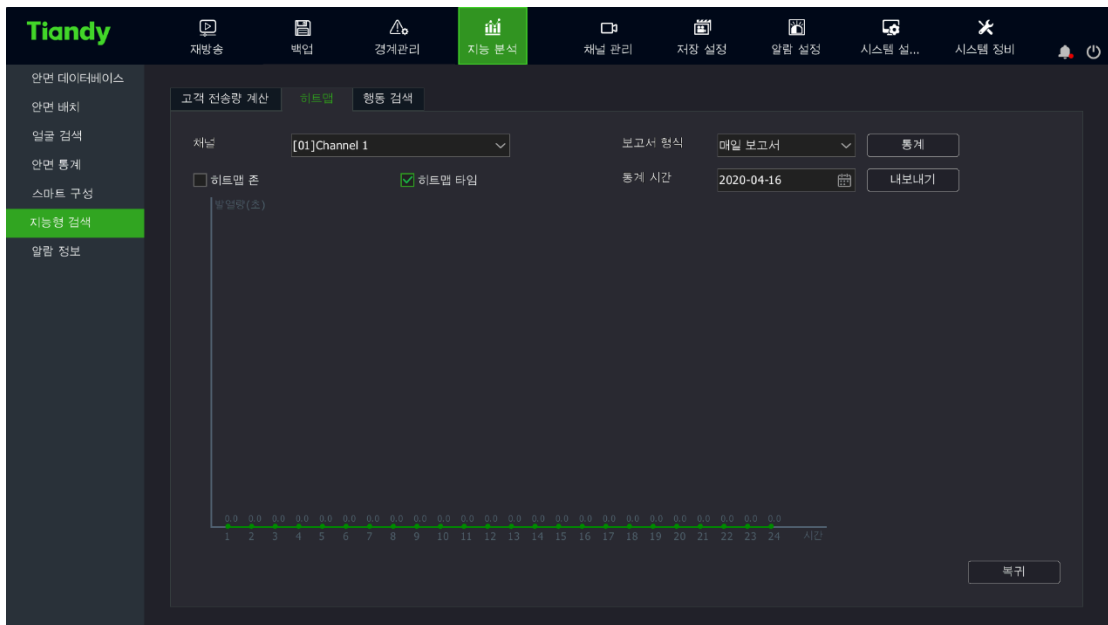 Tiandy
재방송
백업
경계관리
지능 분석
채널 관리
저장 설정
알람 설정
시스템 설...
시스템 정비
안면 데이터베이스
안면 배치
얼굴 검색
안면 통계
스마트 구성
지능형 검색
알람 정보
고객 전송량 계산 히트맵 행동 검색
채널 [01]Channel 1 보고서 형식 매일 보고서 통계
히트맵 존 히트맵 타임 통계 시간 2020-04-16 내보내기
발열량(초)
0.0 0.0 0.0 0.0 0.0 0.0 0.0 0.0 0.0 0.0 0.0 0.0 0.0 0.0 0.0 0.0 0.0 0.0 0.0 0.0 0.0 0.0 0.0 0.0
1 2 3 4 5 6 7 8 9 10 11 12 13 14 15 16 17 18 19 20 21 22 23 24 시간
복귀